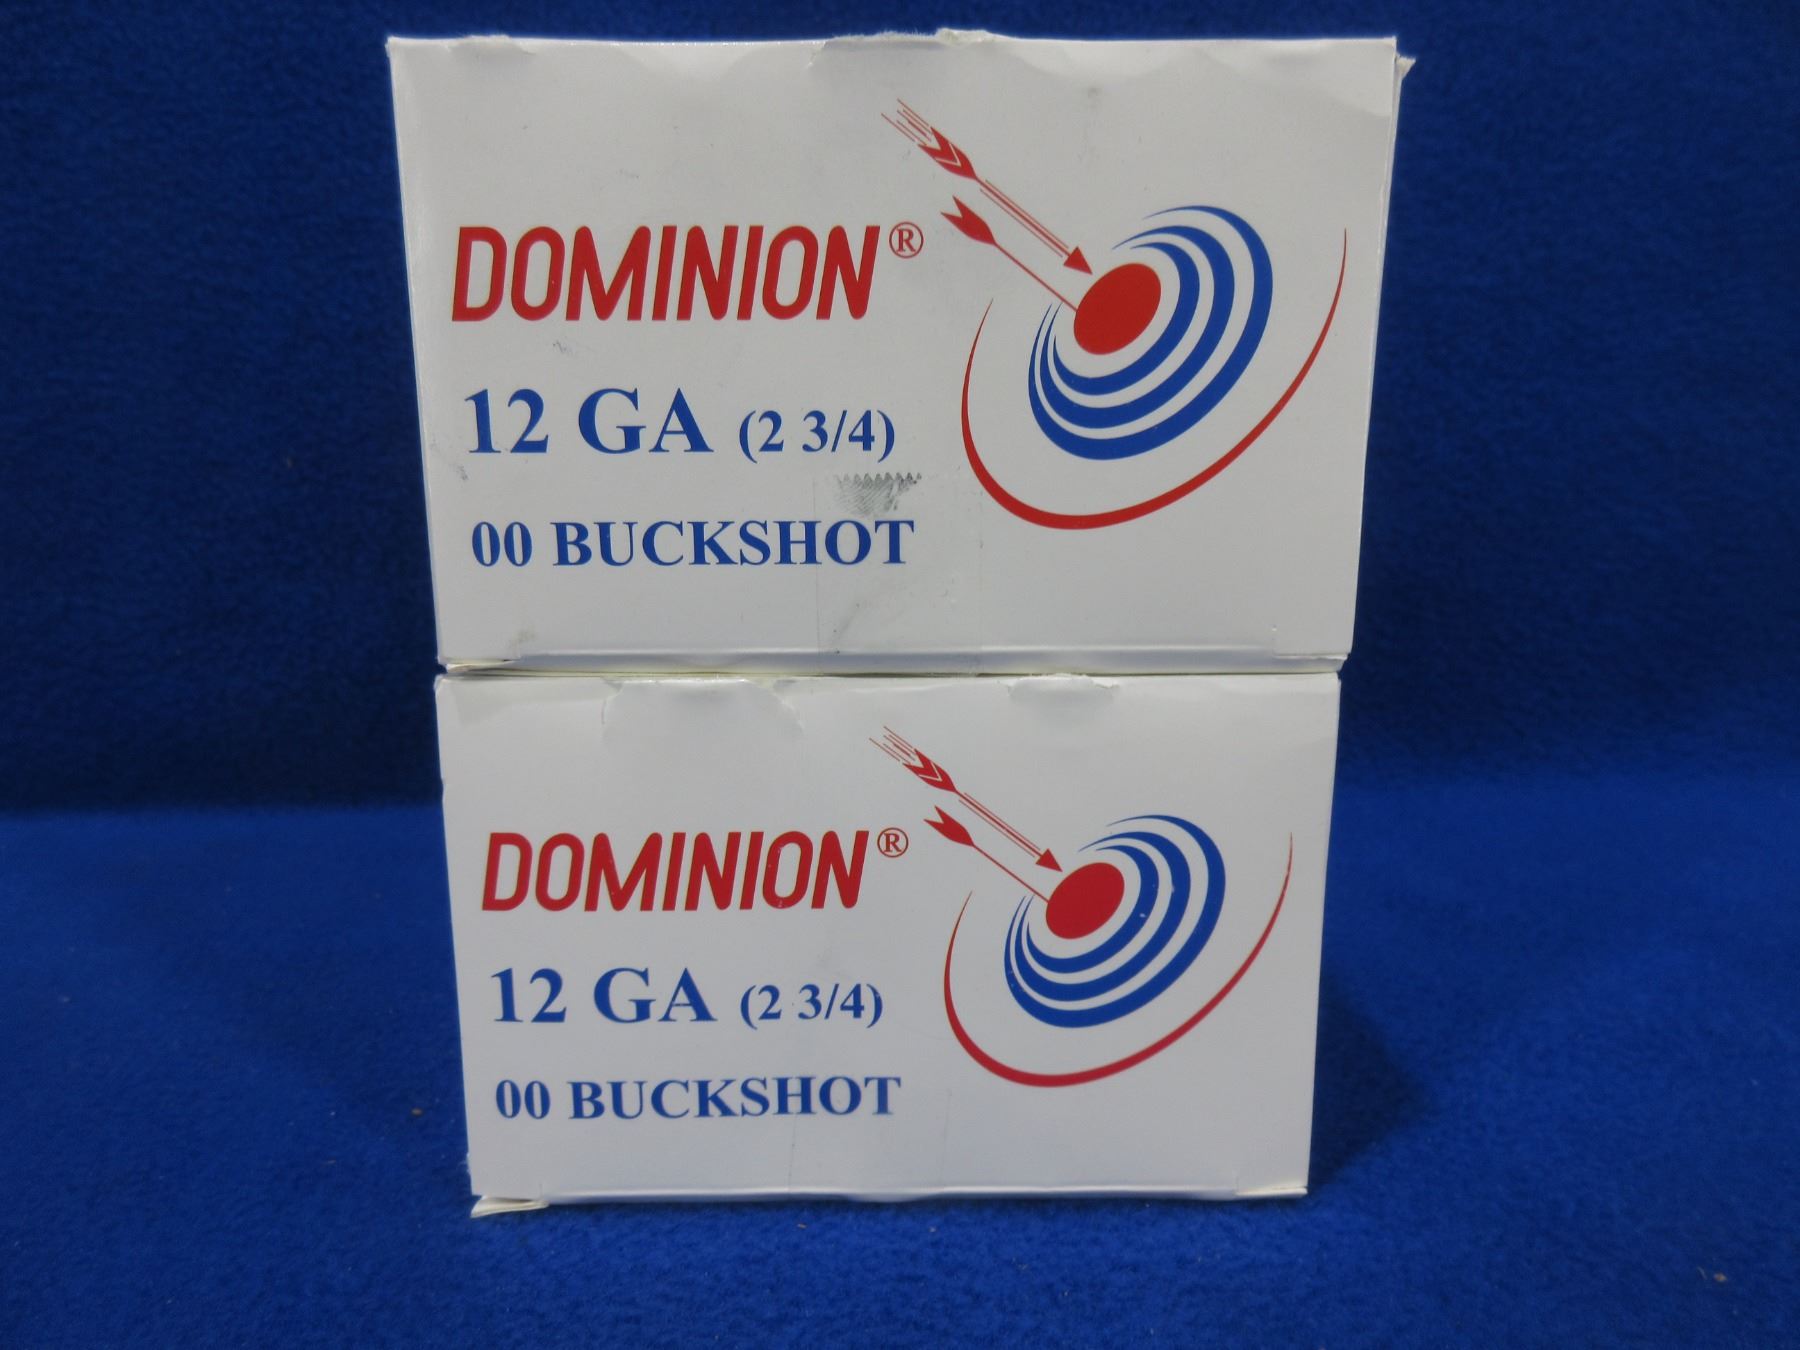 DOMINION®
12 GA (2 3/4)
00 BUCKSHOT
DOMINION®
12 GA (2 3/4)
00 BUCKSHOT